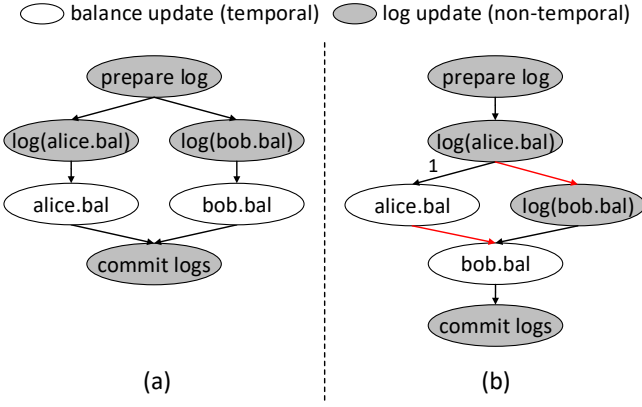 balance update (temporal) log update (non-temporal)
prepare log
log(alice.bal) log(bob.bal)
alice.bal bob.bal
commit logs
(a)
prepare log
log(alice.bal)
1
alice.bal log(bob.bal)
bob.bal
commit logs
(b)